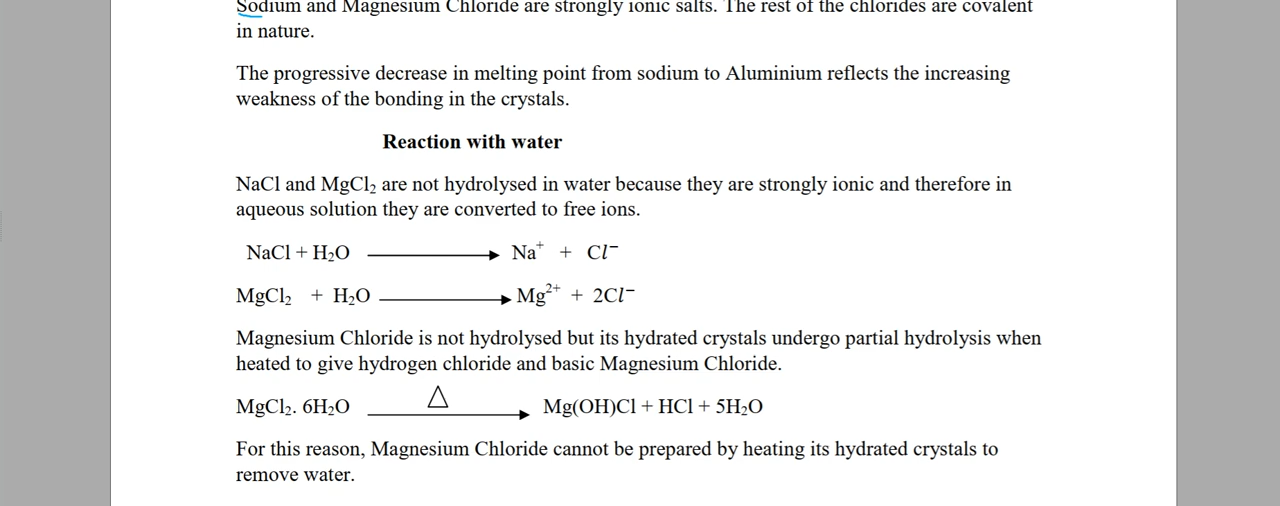 Sodium and Magnesium Chloride are strongly ionic salts. The rest of the chlorides are covalent
in nature.
The progressive decrease in melting point from sodium to Aluminium reflects the increasing
weakness of the bonding in the crystals.
Reaction with water
NaCl and MgCl₂ are not hydrolysed in water because they are strongly ionic and therefore in
aqueous solution they are converted to free ions.
NaCl + H₂O ⟶ Na⁺ + Cl⁻
MgCl₂ + H₂O ⟶ Mg²⁺ + 2Cl⁻
Magnesium Chloride is not hydrolysed but its hydrated crystals undergo partial hydrolysis when
heated to give hydrogen chloride and basic Magnesium Chloride.
MgCl₂. 6H₂O △⟶ Mg(OH)Cl + HCl + 5H₂O
For this reason, Magnesium Chloride cannot be prepared by heating its hydrated crystals to
remove water.